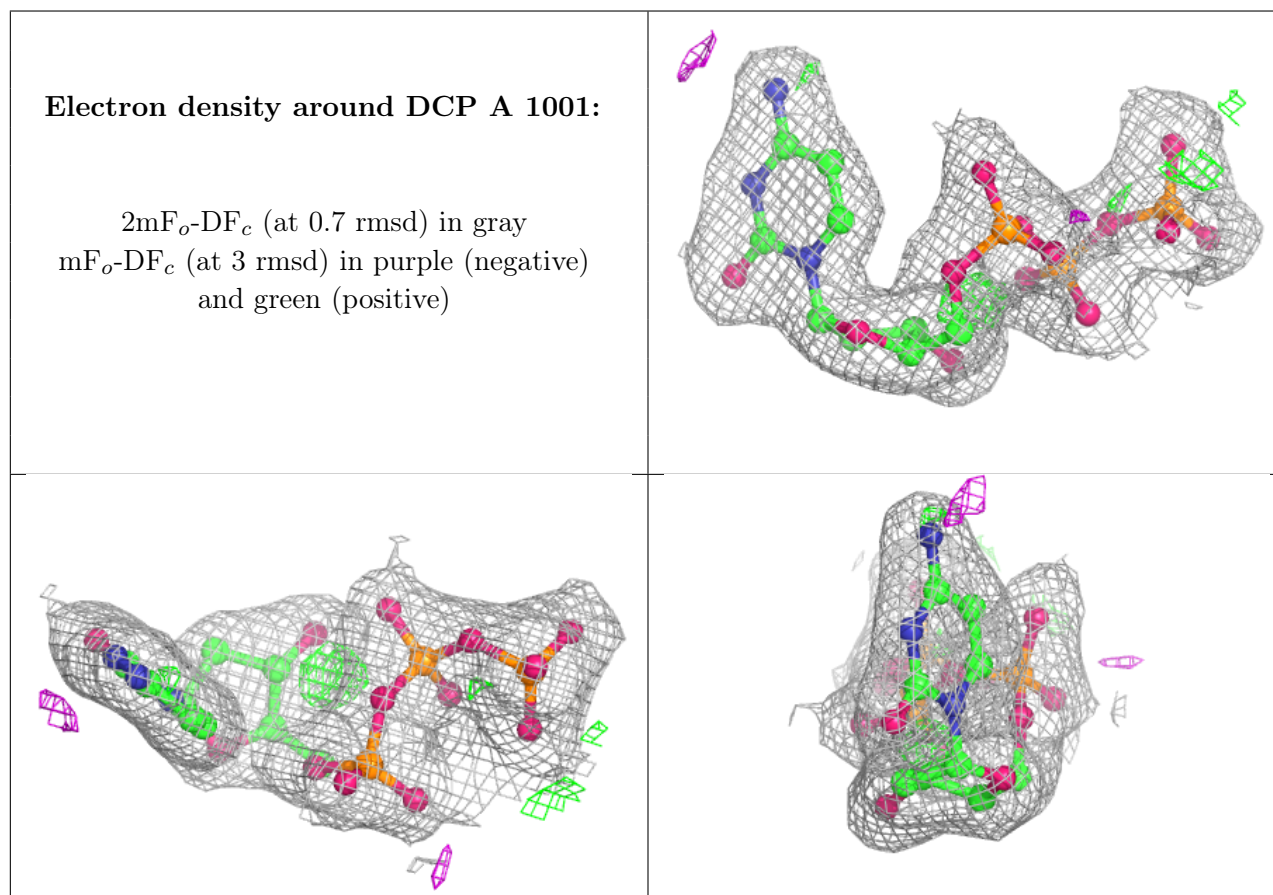 Electron density around DCP A 1001:
2mFₒ-DF𝒸 (at 0.7 rmsd) in gray
mFₒ-DF𝒸 (at 3 rmsd) in purple (negative)
and green (positive)